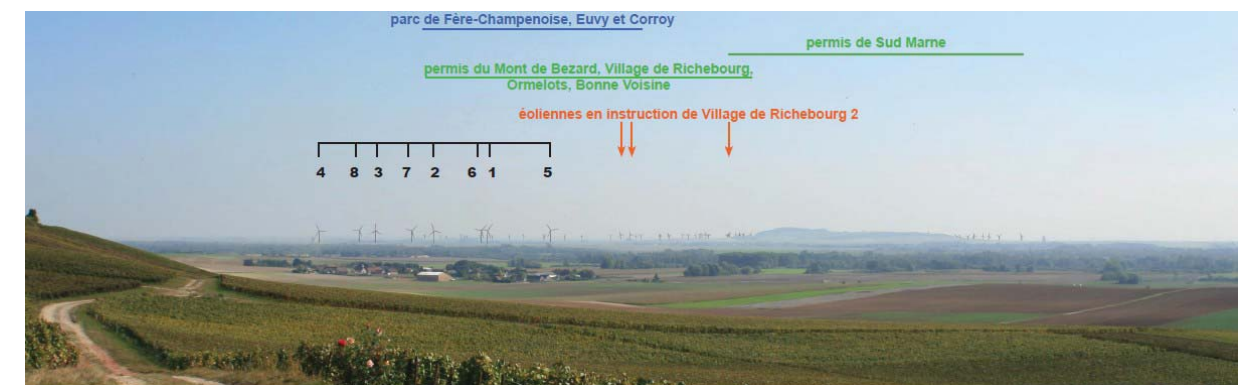 parc de Fère-Champenoise, Euvy et Corroy
permis de Sud Marne
permis du Mont de Bezard, Village de Richebourg,
Ormelots, Bonne Voisine
éoliennes en instruction de Village de Richebourg 2
4 8 3 7 2 6 1 5